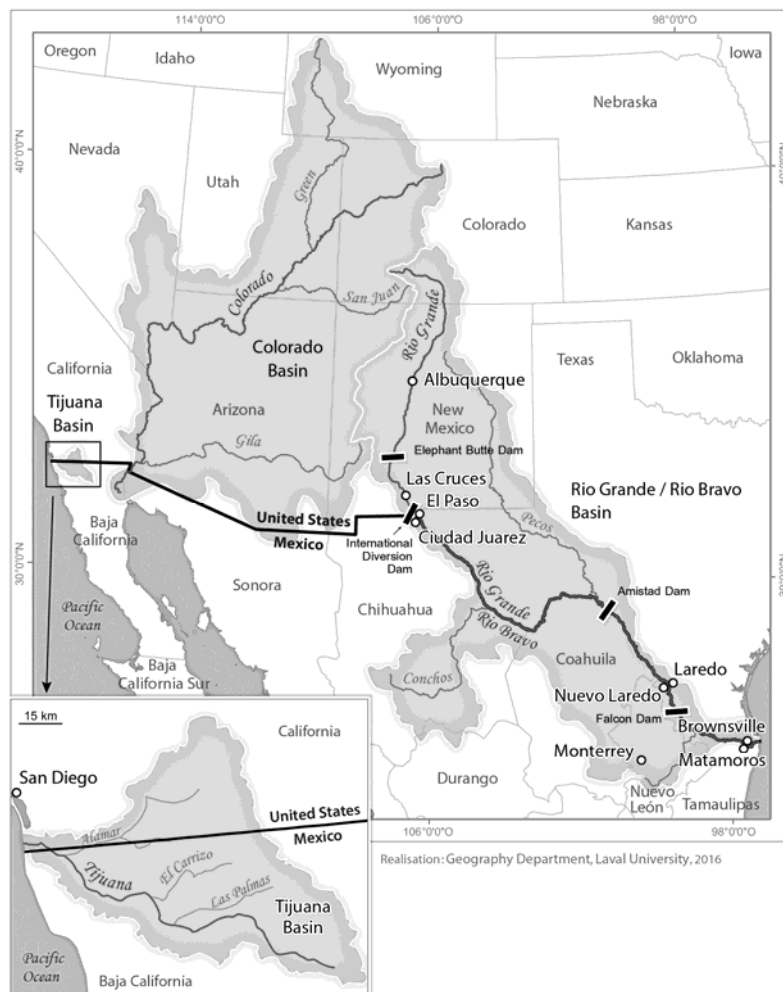 114°0'0"W
106°0'0"W
98°0'0"W
Oregon
Idaho
Wyoming
Iowa
Nebraska
40°0'0"N
Nevada
Utah
Green
Colorado
Kansas
Colorado
San Juan
Rio Grande
California
Colorado
Basin
Texas
Oklahoma
Albuquerque
Tijuana
Basin
Arizona
New
Mexico
Gila
Elephant Butte Dam
Las Cruces
El Paso
Rio Grande / Rio Bravo
Basin
United States
Mexico
Baja
California
International
Diversion
Dam
Ciudad Juarez
Pecos
30°0'0"N
Sonora
Rio Grande
Amistad Dam
Pacific
Ocean
Chihuahua
Rio Bravo
Coahuila
Baja
California Sur
Conchos
Laredo
Nuevo Laredo
Falcon Dam
Brownsville
Monterrey
Matamoros
Durango
Nuevo
León
Tamaulipas
106°0'0"W
98°0'0"W
15 km
California
San Diego
United States
Mexico
Alamar
Tijuana
El Carrizo
Las Palmas
Tijuana
Basin
Pacific
Ocean
Baja California
Realisation: Geography Department, Laval University, 2016